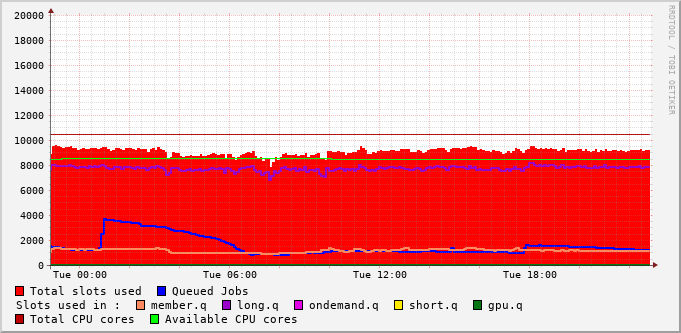 20000
18000
16000
14000
12000
10000
8000
6000
4000
2000
0
Tue 00:00 Tue 06:00 Tue 12:00 Tue 18:00
Total slots used Queued Jobs
Slots used in : member.q long.q ondemand.q short.q gpu.q
Total CPU cores Available CPU cores
RRDTOOL / TOBI OETIKER